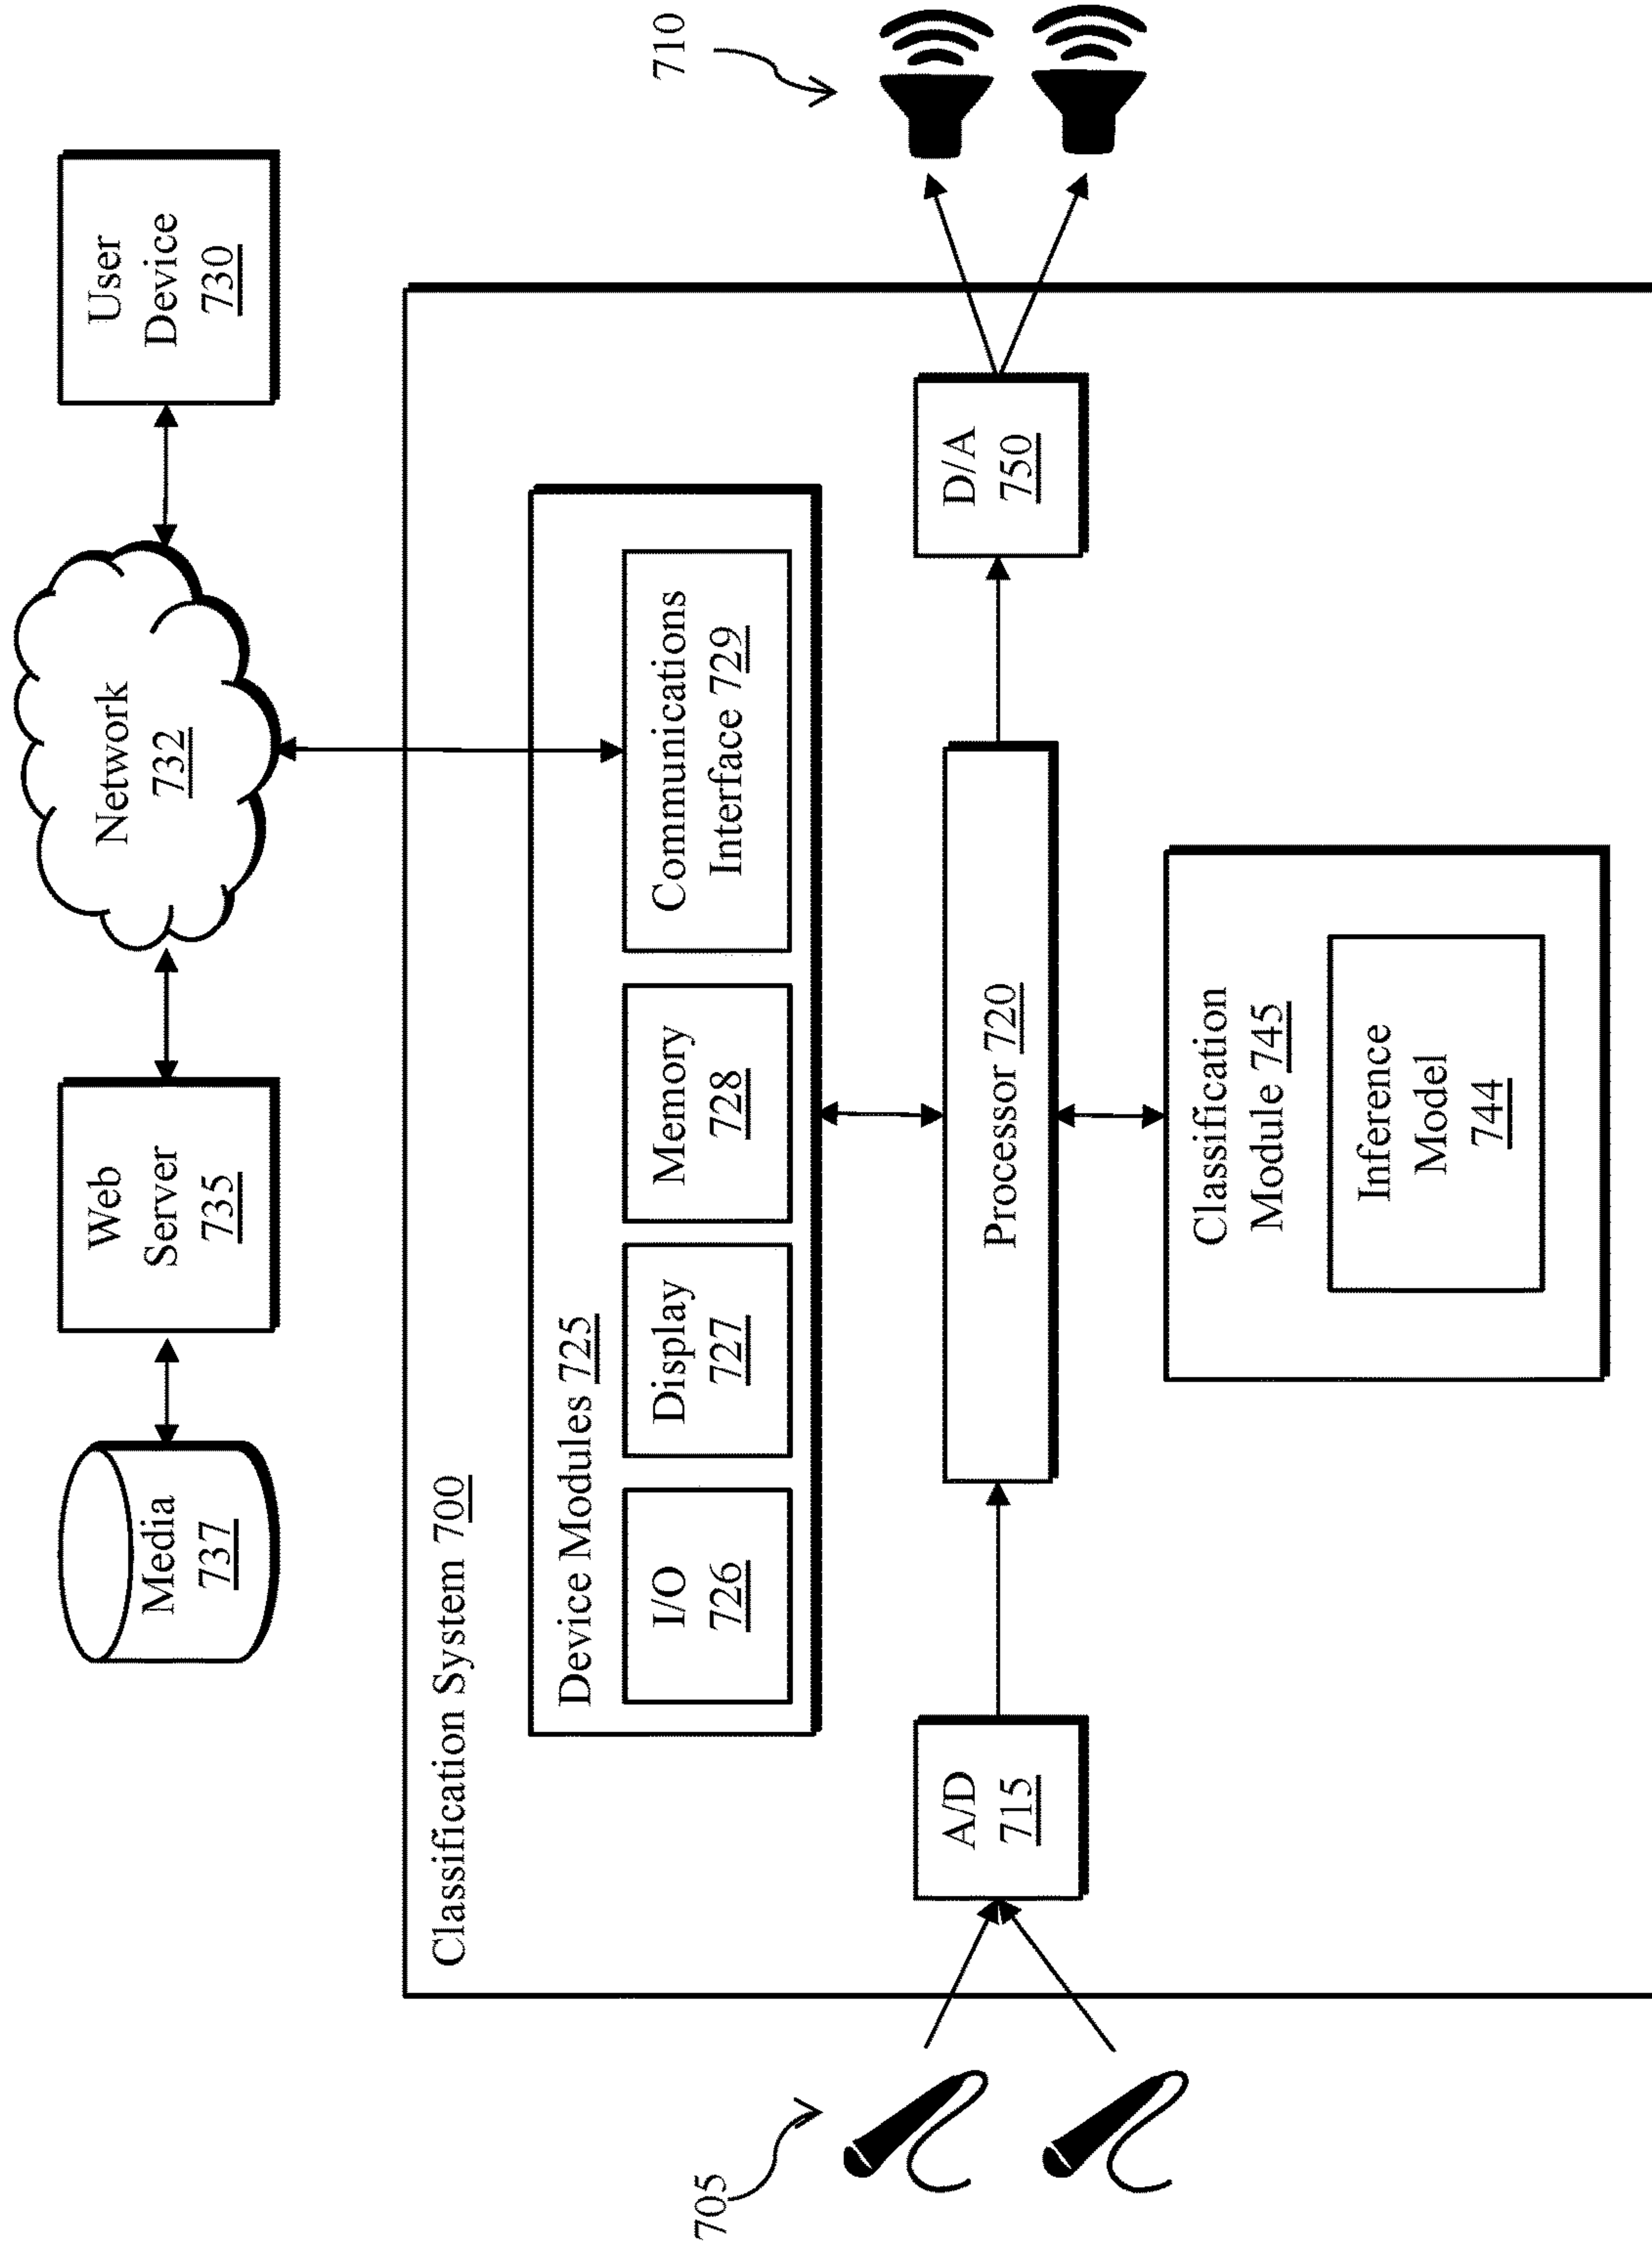 Media
737
Web
Server
735
Network
732
User
Device
730
Classification System 700
Device Modules 725
I/O
726
Display
727
Memory
728
Communications
Interface 729
705
A/D
715
Processor 720
D/A
750
710
Classification
Module 745
Inference
Model
744